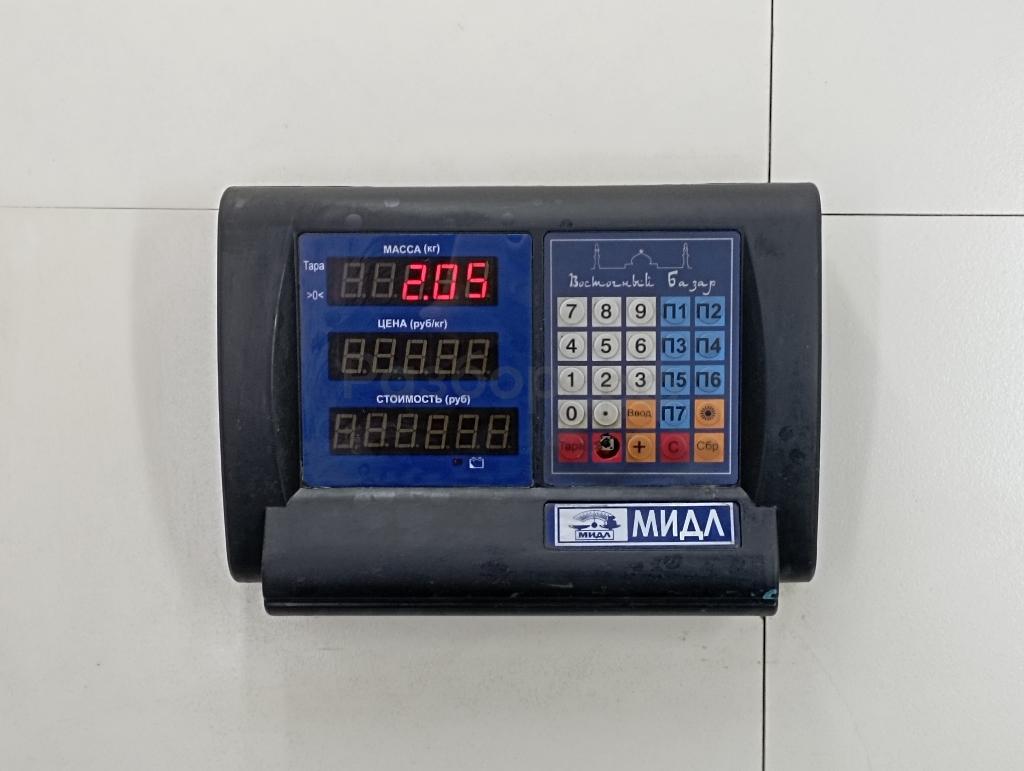 МАССА (кг)
Тара
2.05
>0<
ЦЕНА (руб/кг)
СТОИМОСТЬ (руб)
Восточный Базар
7 8 9 П1 П2
4 5 6 П3 П4
1 2 3 П5 П6
0 . Ввод П7
Тара + С Сбр
МИДЛ
МИДЛ